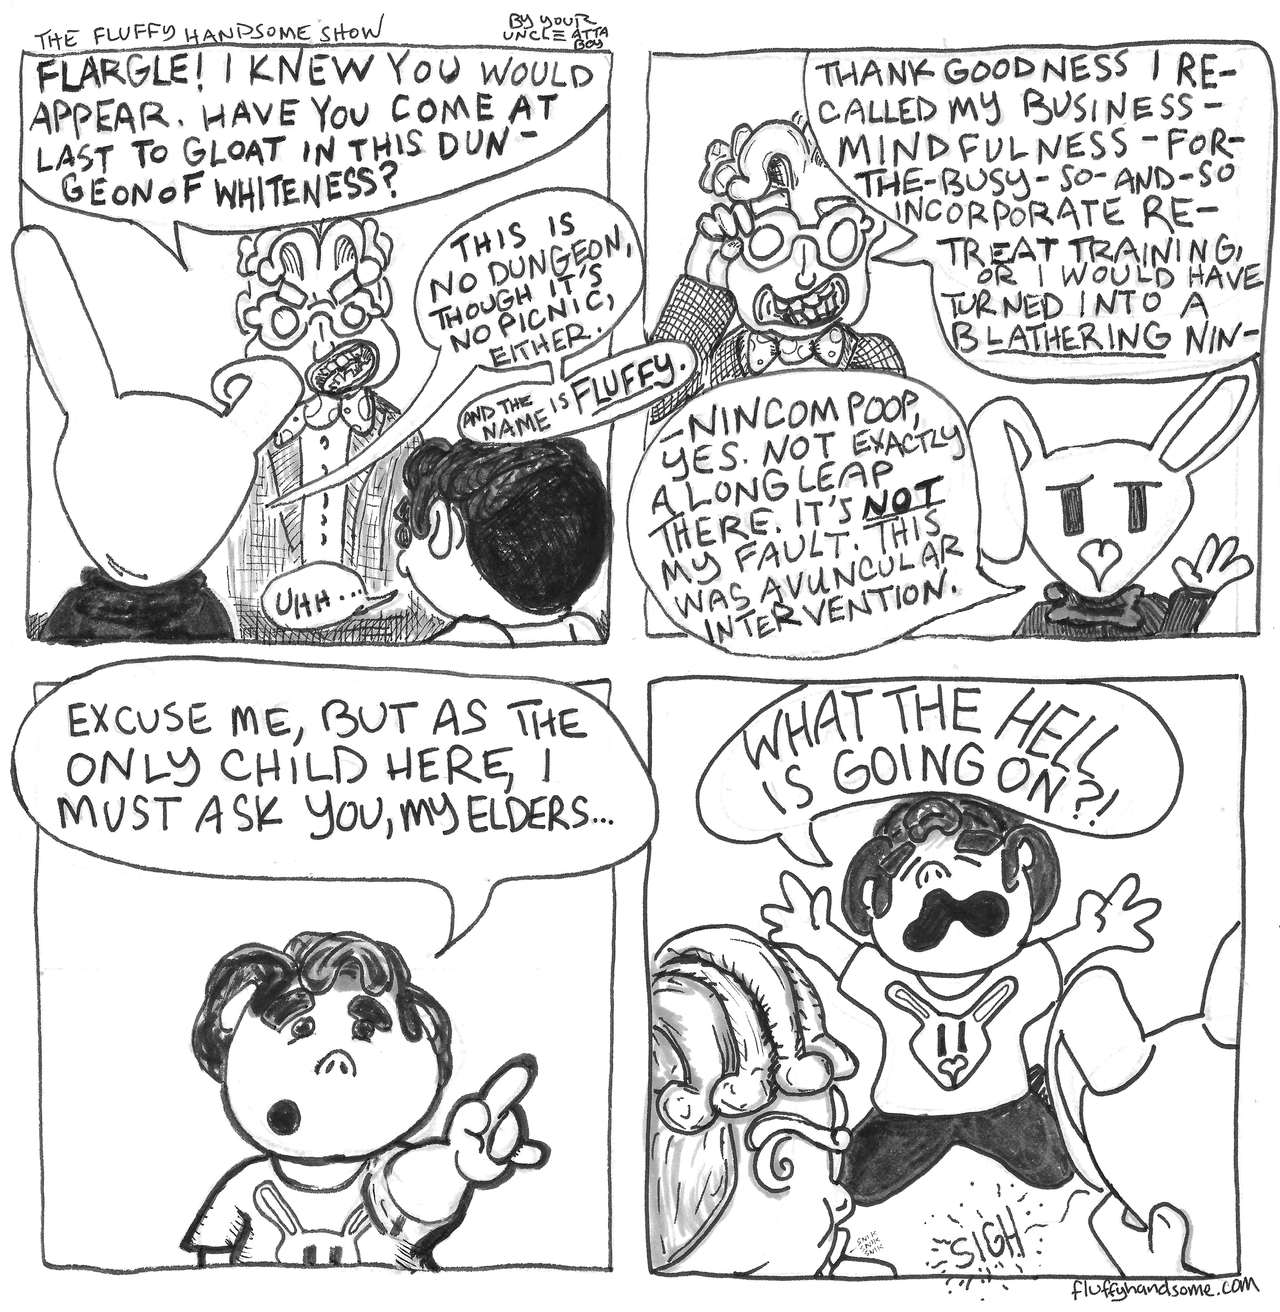 THE FLUFFY HANDSOME SHOW
BY YOUR
UNCLE ATTA
BOY
FLARGLE! I KNEW YOU WOULD
APPEAR. HAVE YOU COME AT
LAST TO GLOAT IN THIS DUN-
GEON OF WHITENESS?
THIS IS
NO DUNGEON,
THOUGH IT'S
NO PICNIC,
EITHER.
AND THE
NAME IS FLUFFY.
UHH...
THANK GOODNESS I RE-
CALLED MY BUSINESS-
MINDFULNESS-FOR-
THE-BUSY-SO-AND-SO
INCORPORATE RE-
TREAT TRAINING,
OR I WOULD HAVE
TURNED INTO A
BLATHERING NIN-
-NINCOMPOOP,
YES. NOT EXACTLY
A LONG LEAP
THERE. IT'S NOT
MY FAULT. THIS
WAS AVUNCULAR
INTERVENTION.
EXCUSE ME, BUT AS THE
ONLY CHILD HERE, I
MUST ASK YOU, MY ELDERS...
WHAT THE HELL
IS GOING ON?!
SNIK
SNIK
SNIK
SIGH
fluffyhandsome.com